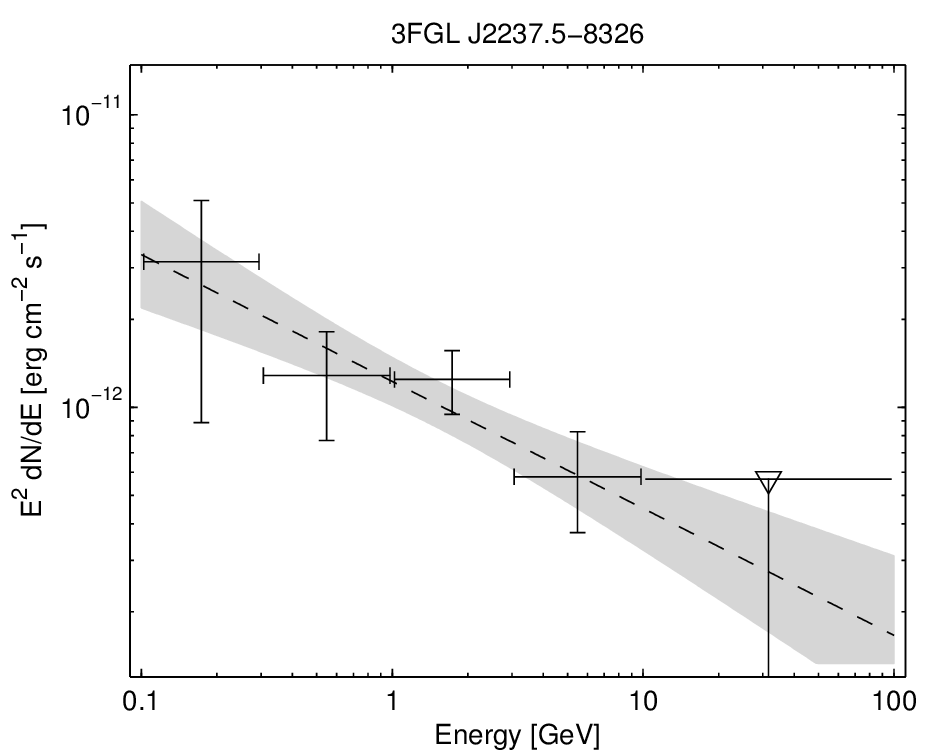 3FGL J2237.5−8326
10⁻¹¹
10⁻¹²
E² dN/dE [erg cm⁻² s⁻¹]
0.1 1 10 100
Energy [GeV]